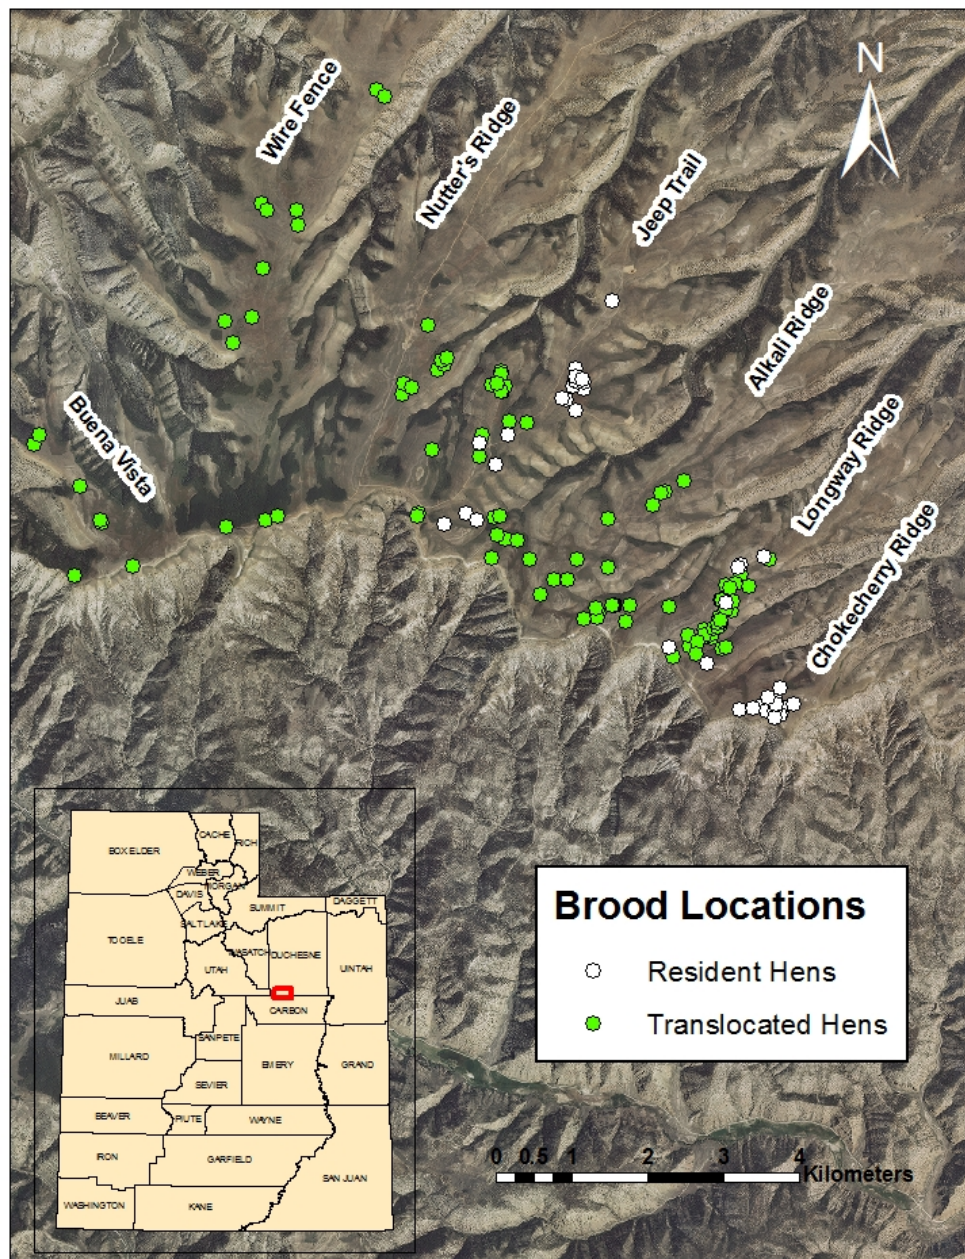 N
Wire Fence
Nutter's Ridge
Jeep Trail
Alkali Ridge
Buena Vista
Longway Ridge
Chokecherry Ridge
CACHE
RICH
BOX ELDER
WEBER
MORGAN
DAVIS
SUMMIT
DAGGETT
SALT LAKE
TOOELE
WASATCH
DUCHESNE
UTAH
UINTAH
JUAB
CARBON
SANPETE
MILLARD
EMERY
GRAND
SEVIER
BEAVER
PIUTE
WAYNE
IRON
GARFIELD
SAN JUAN
WASHINGTON
KANE
Brood Locations
Resident Hens
Translocated Hens
0 0.5 1 2 3 4
Kilometers